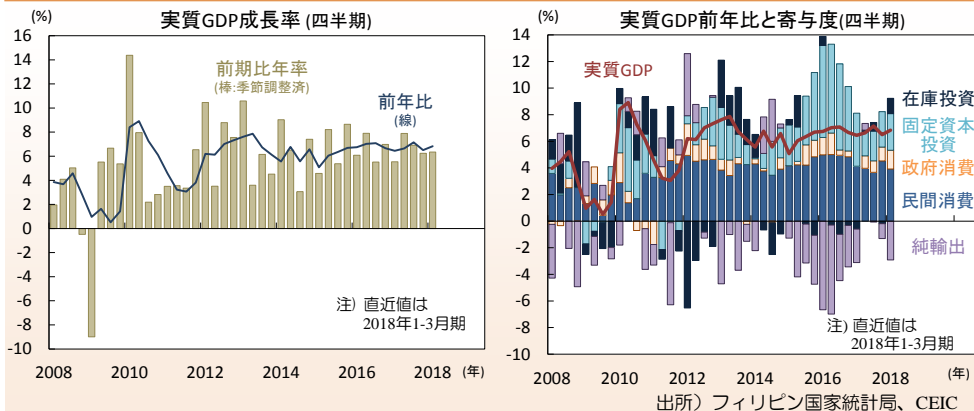 実質GDP成長率 (四半期)
(%)
16
14
12
10
8
6
4
2
0
-2
-4
-6
-8
-10
前期比年率
(棒:季節調整済)
前年比
(線)
注) 直近値は
2018年1-3月期
2008 2010 2012 2014 2016 2018 (年)
実質GDP前年比と寄与度(四半期)
(%)
14
12
10
8
6
4
2
0
-2
-4
-6
-8
-10
実質GDP
在庫投資
固定資本
投資
政府消費
民間消費
純輸出
注) 直近値は
2018年1-3月期
2008 2010 2012 2014 2016 2018
(年)
出所）フィリピン国家統計局、CEIC